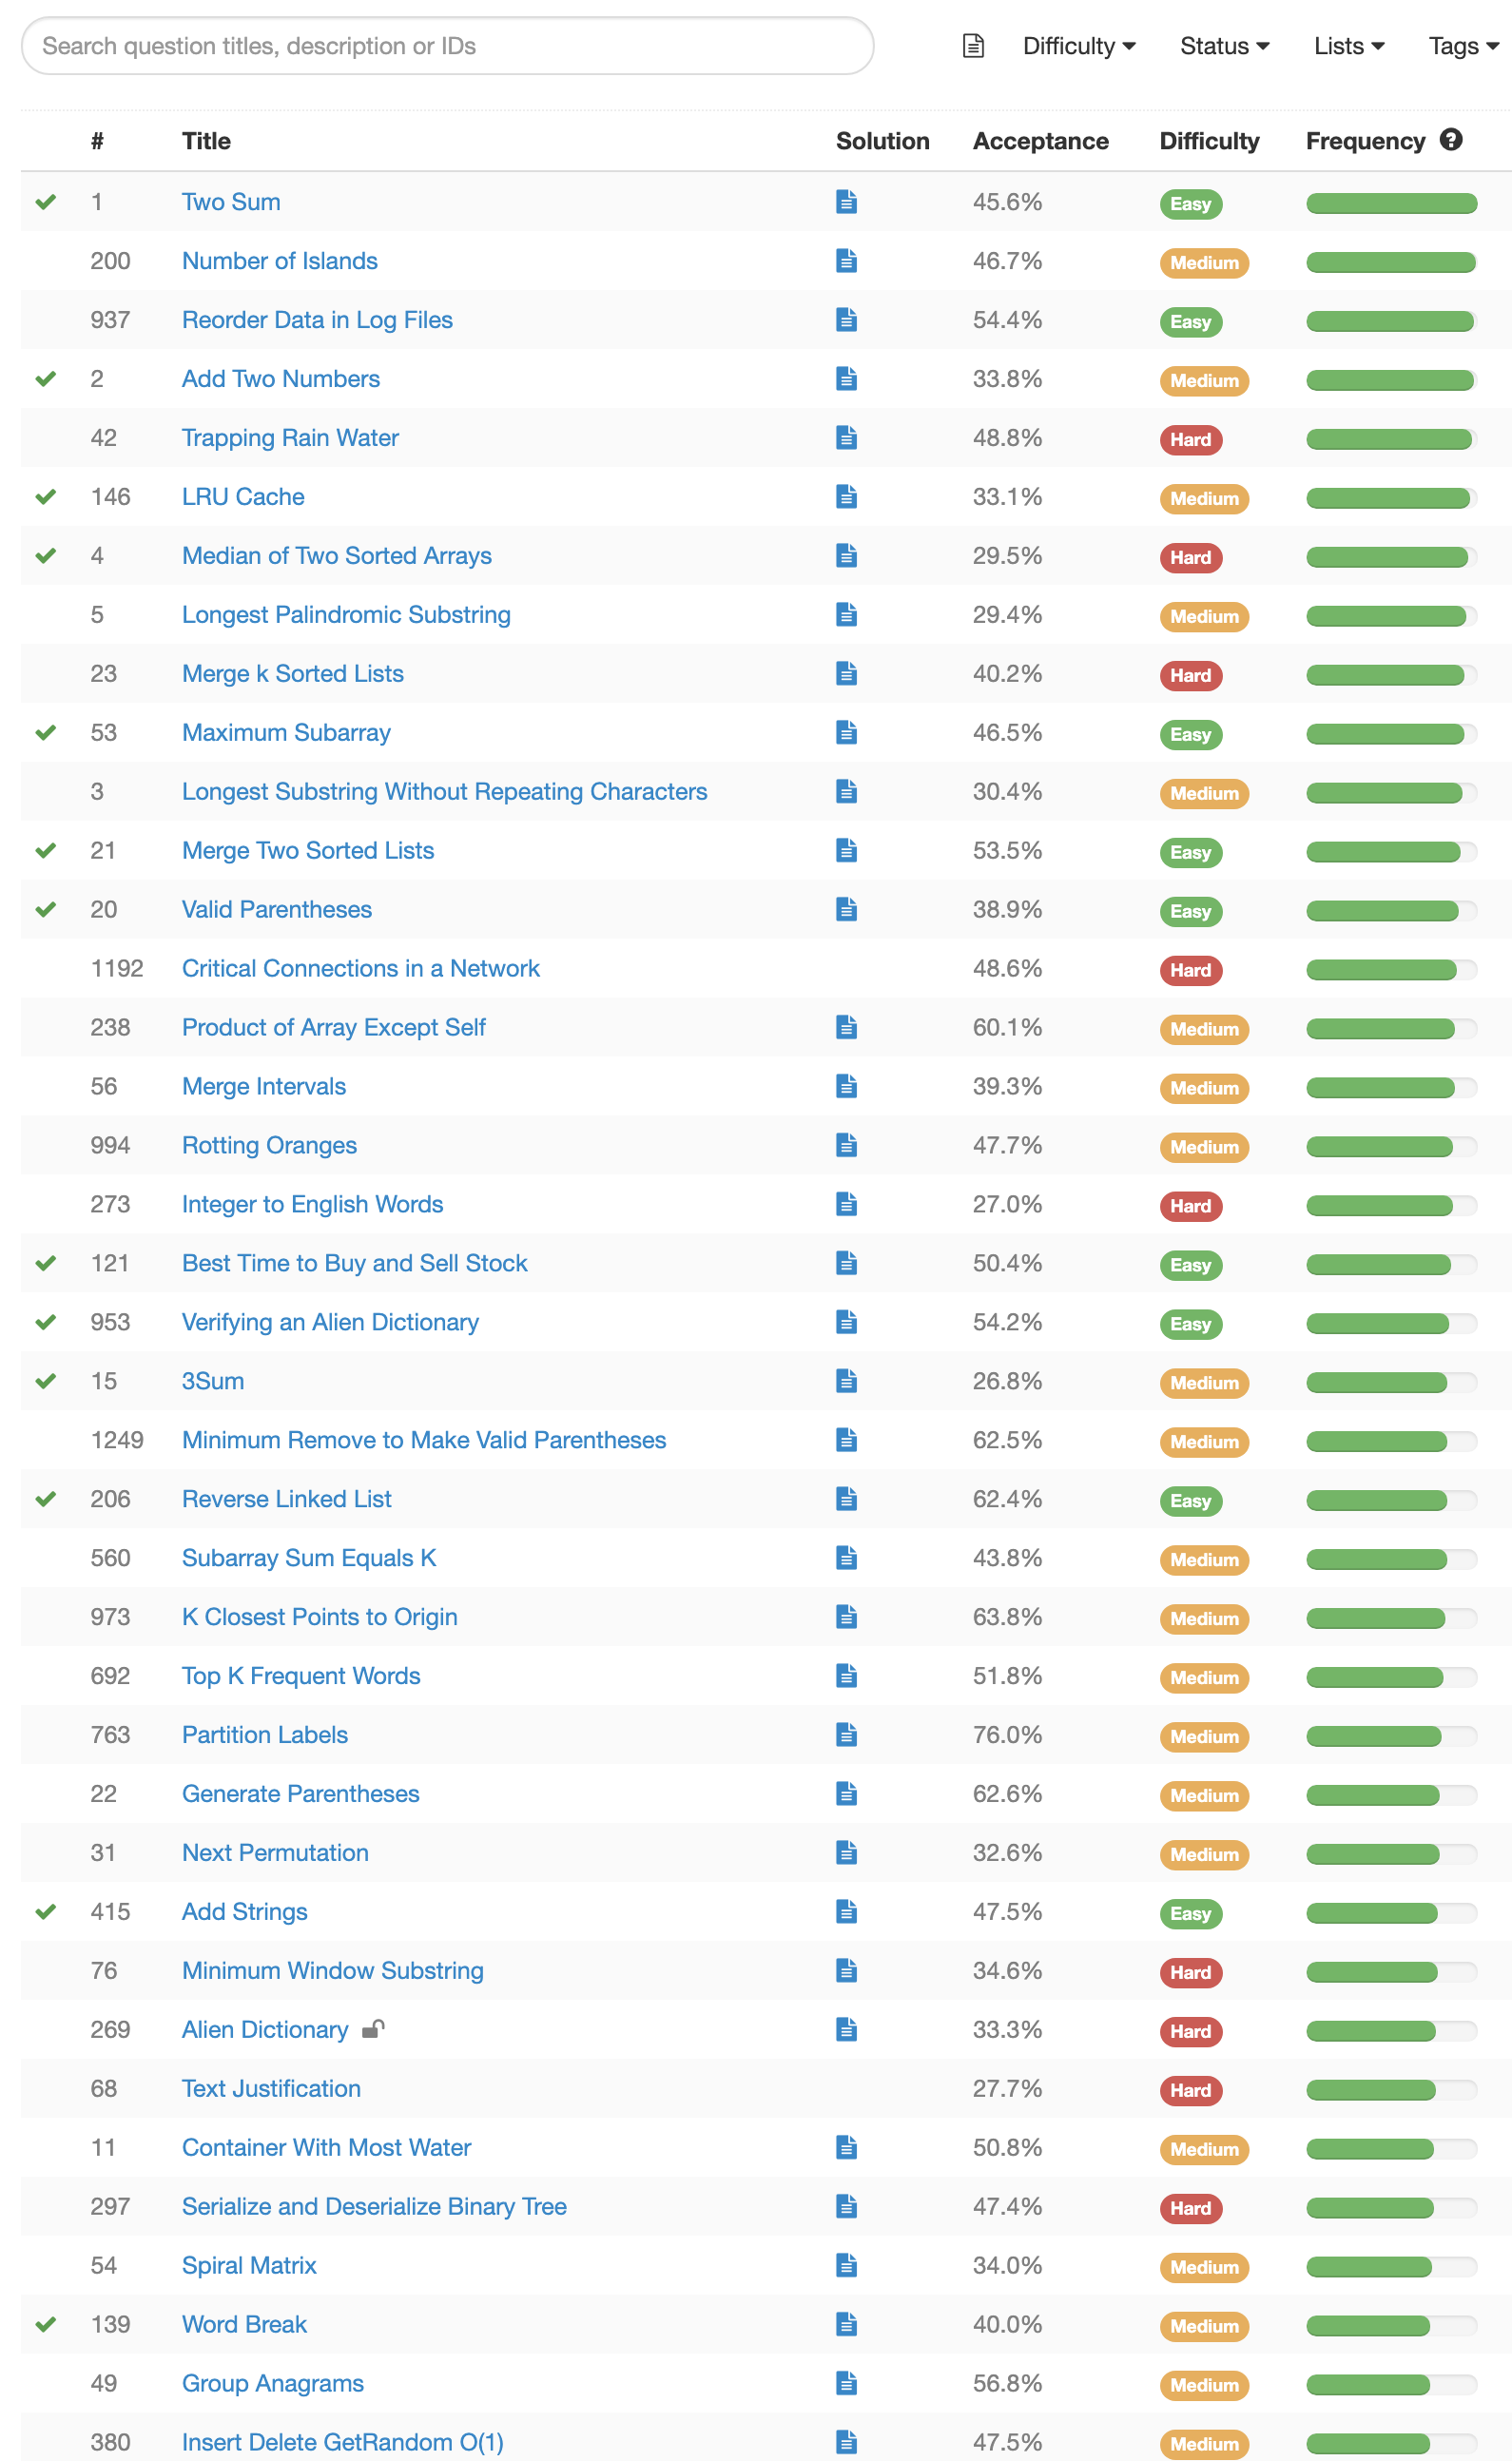 Search question titles, description or IDs Difficulty Status Lists Tags
# Title Solution Acceptance Difficulty Frequency ?
1 Two Sum 45.6% Easy
200 Number of Islands 46.7% Medium
937 Reorder Data in Log Files 54.4% Easy
2 Add Two Numbers 33.8% Medium
42 Trapping Rain Water 48.8% Hard
146 LRU Cache 33.1% Medium
4 Median of Two Sorted Arrays 29.5% Hard
5 Longest Palindromic Substring 29.4% Medium
23 Merge k Sorted Lists 40.2% Hard
53 Maximum Subarray 46.5% Easy
3 Longest Substring Without Repeating Characters 30.4% Medium
21 Merge Two Sorted Lists 53.5% Easy
20 Valid Parentheses 38.9% Easy
1192 Critical Connections in a Network 48.6% Hard
238 Product of Array Except Self 60.1% Medium
56 Merge Intervals 39.3% Medium
994 Rotting Oranges 47.7% Medium
273 Integer to English Words 27.0% Hard
121 Best Time to Buy and Sell Stock 50.4% Easy
953 Verifying an Alien Dictionary 54.2% Easy
15 3Sum 26.8% Medium
1249 Minimum Remove to Make Valid Parentheses 62.5% Medium
206 Reverse Linked List 62.4% Easy
560 Subarray Sum Equals K 43.8% Medium
973 K Closest Points to Origin 63.8% Medium
692 Top K Frequent Words 51.8% Medium
763 Partition Labels 76.0% Medium
22 Generate Parentheses 62.6% Medium
31 Next Permutation 32.6% Medium
415 Add Strings 47.5% Easy
76 Minimum Window Substring 34.6% Hard
269 Alien Dictionary 33.3% Hard
68 Text Justification 27.7% Hard
11 Container With Most Water 50.8% Medium
297 Serialize and Deserialize Binary Tree 47.4% Hard
54 Spiral Matrix 34.0% Medium
139 Word Break 40.0% Medium
49 Group Anagrams 56.8% Medium
380 Insert Delete GetRandom O(1) 47.5% Medium